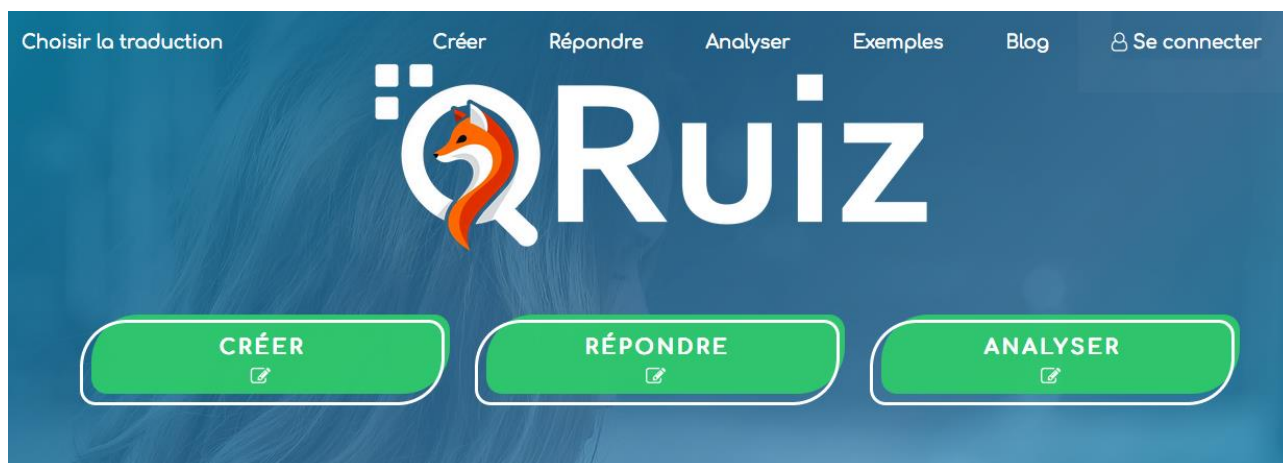 Choisir la traduction Créer Répondre Analyser Exemples Blog Se connecter
QRuiz
CRÉER RÉPONDRE ANALYSER